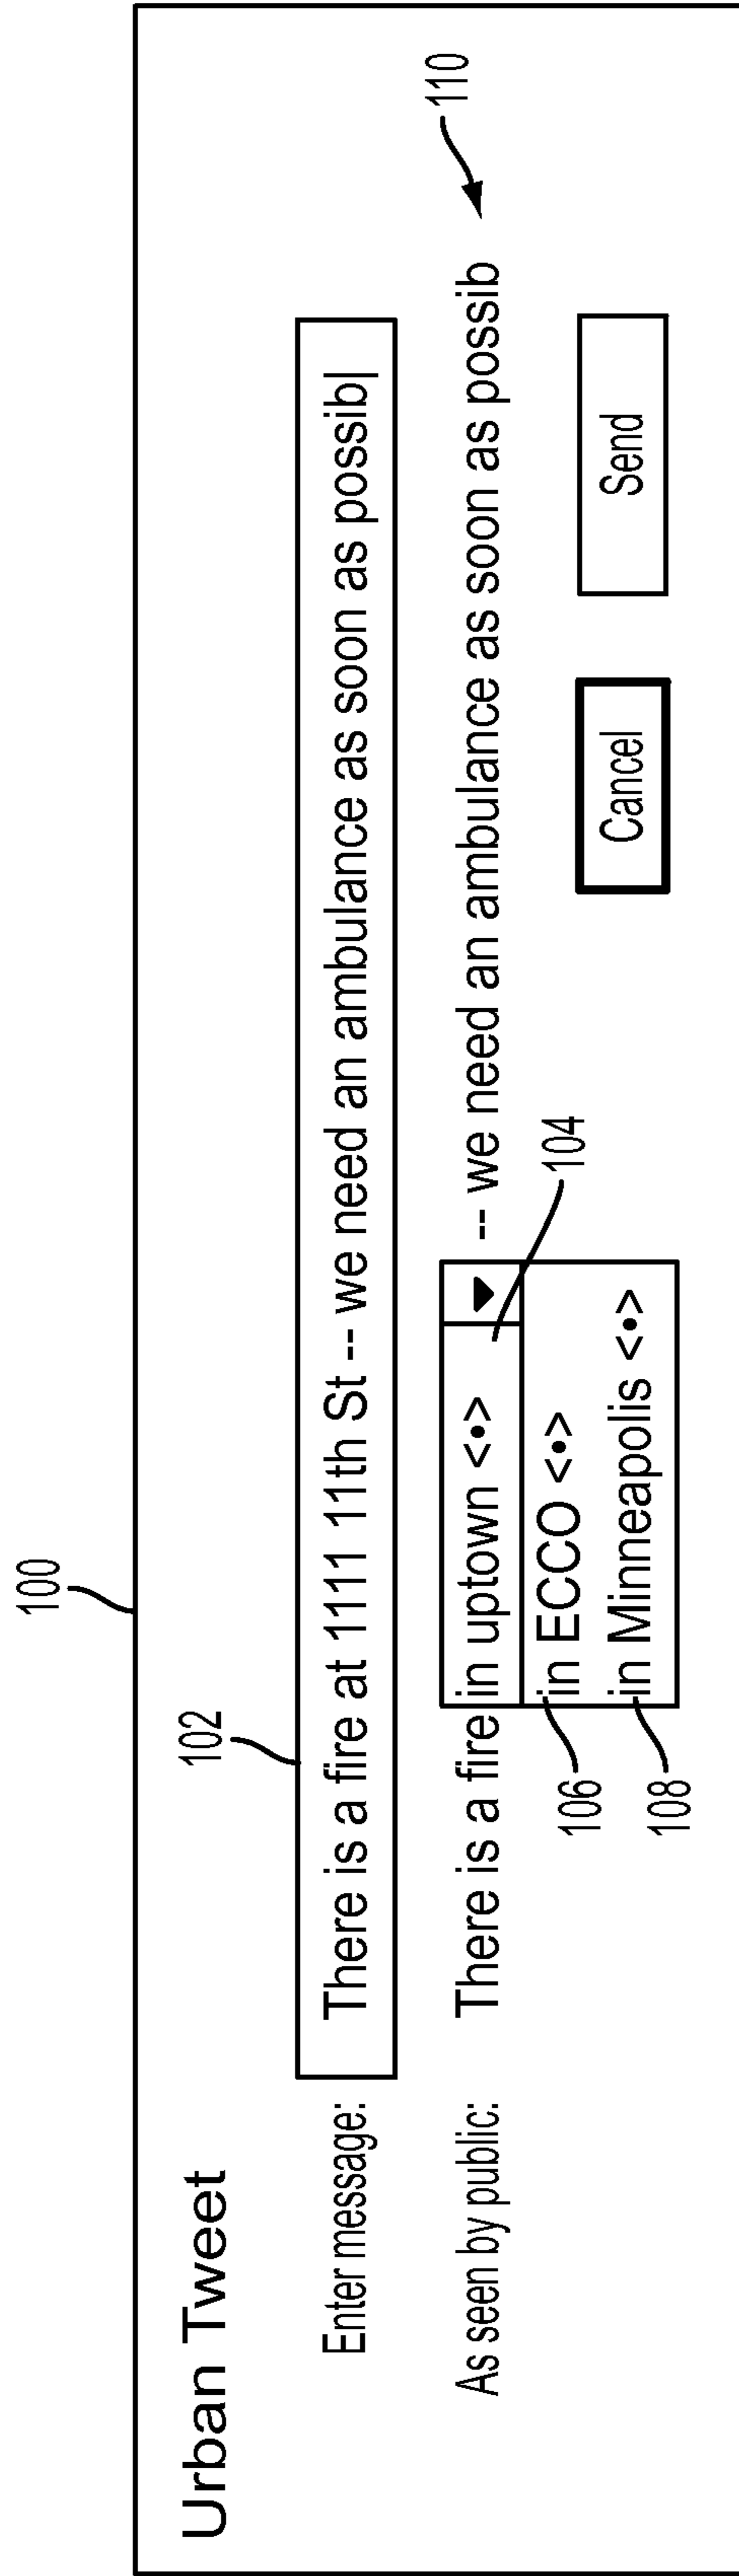 100
Urban Tweet
102
Enter message: There is a fire at 1111 11th St -- we need an ambulance as soon as possib|
110
As seen by public: There is a fire in uptown <•> -- we need an ambulance as soon as possib
104
106
in ECCO <•>
108
in Minneapolis <•>
Cancel Send